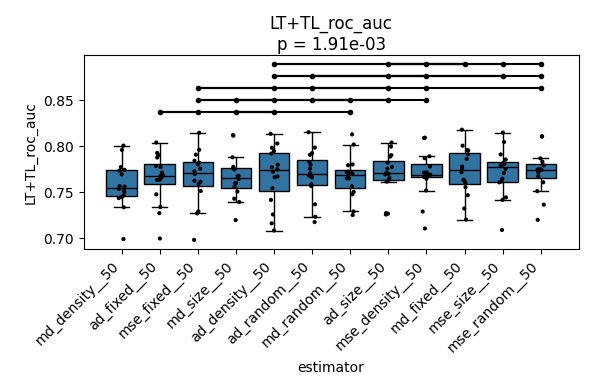 LT+TL_roc_auc
p = 1.91e-03
LT+TL_roc_auc
0.85
0.80
0.75
0.70
md_density__50
ad_fixed__50
mse_fixed__50
md_size__50
ad_density__50
ad_random__50
md_random__50
ad_size__50
mse_density__50
md_fixed__50
mse_size__50
mse_random__50
estimator